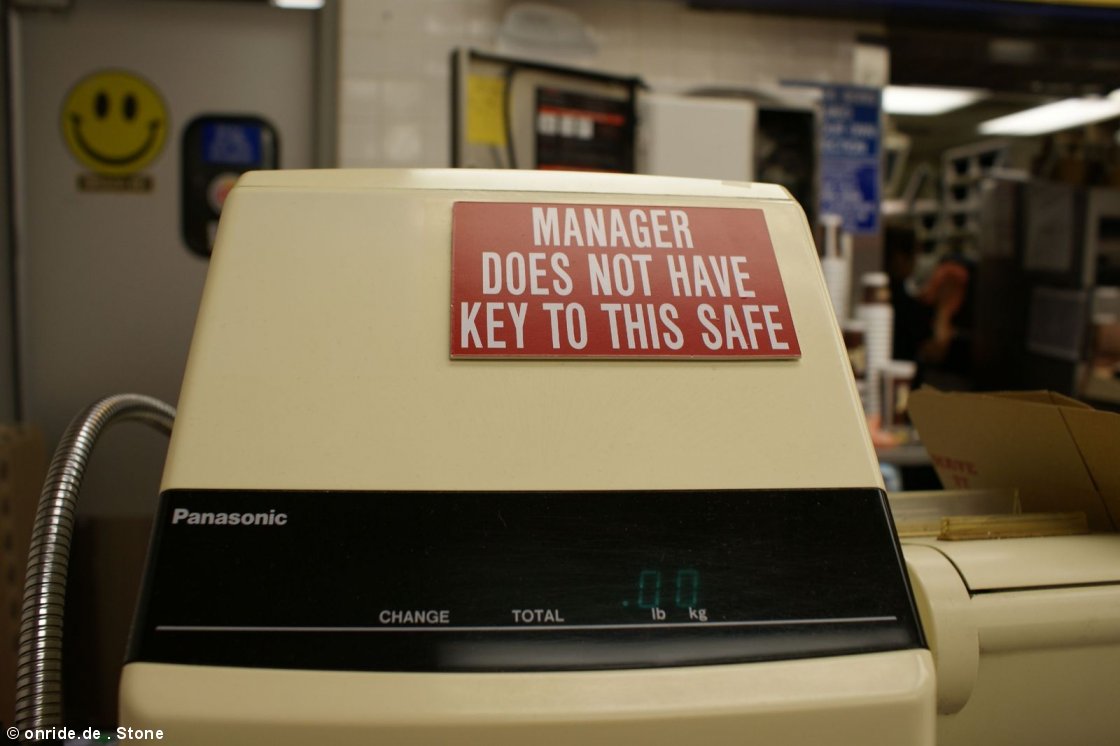 MANAGER
DOES NOT HAVE
KEY TO THIS SAFE
Panasonic
.00
CHANGE TOTAL lb kg
© onride.de . Stone